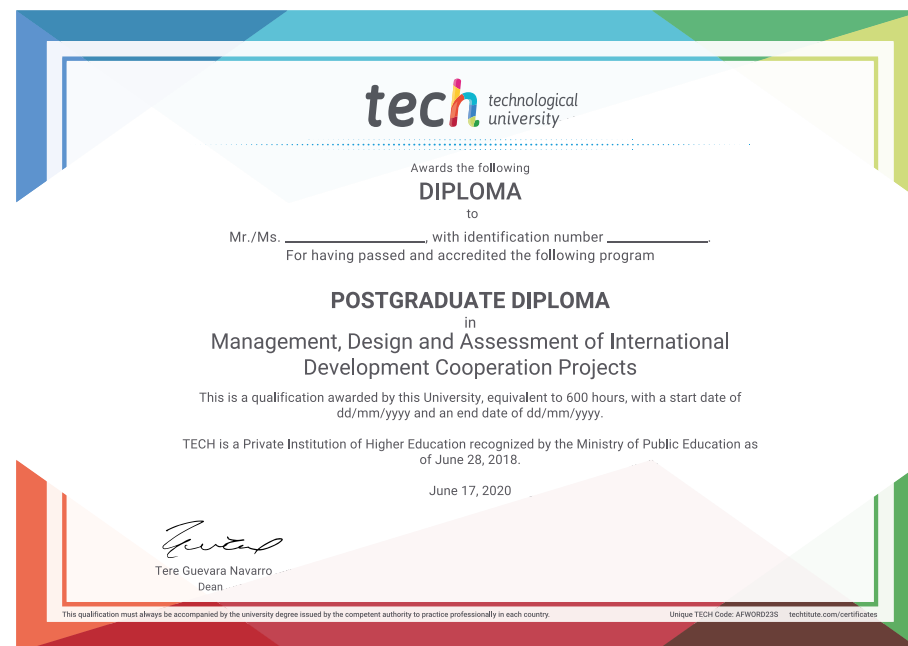 tech technological
university
Awards the following
DIPLOMA
to
Mr./Ms. ____________________, with identification number ______________.
For having passed and accredited the following program
POSTGRADUATE DIPLOMA
in
Management, Design and Assessment of International
Development Cooperation Projects
This is a qualification awarded by this University, equivalent to 600 hours, with a start date of
dd/mm/yyyy and an end date of dd/mm/yyyy.
TECH is a Private Institution of Higher Education recognized by the Ministry of Public Education as
of June 28, 2018.
June 17, 2020
Tere Guevara Navarro
Dean
This qualification must always be accompanied by the university degree issued by the competent authority to practice professionally in each country. Unique TECH Code: AFWORD23S techtitute.com/certificates